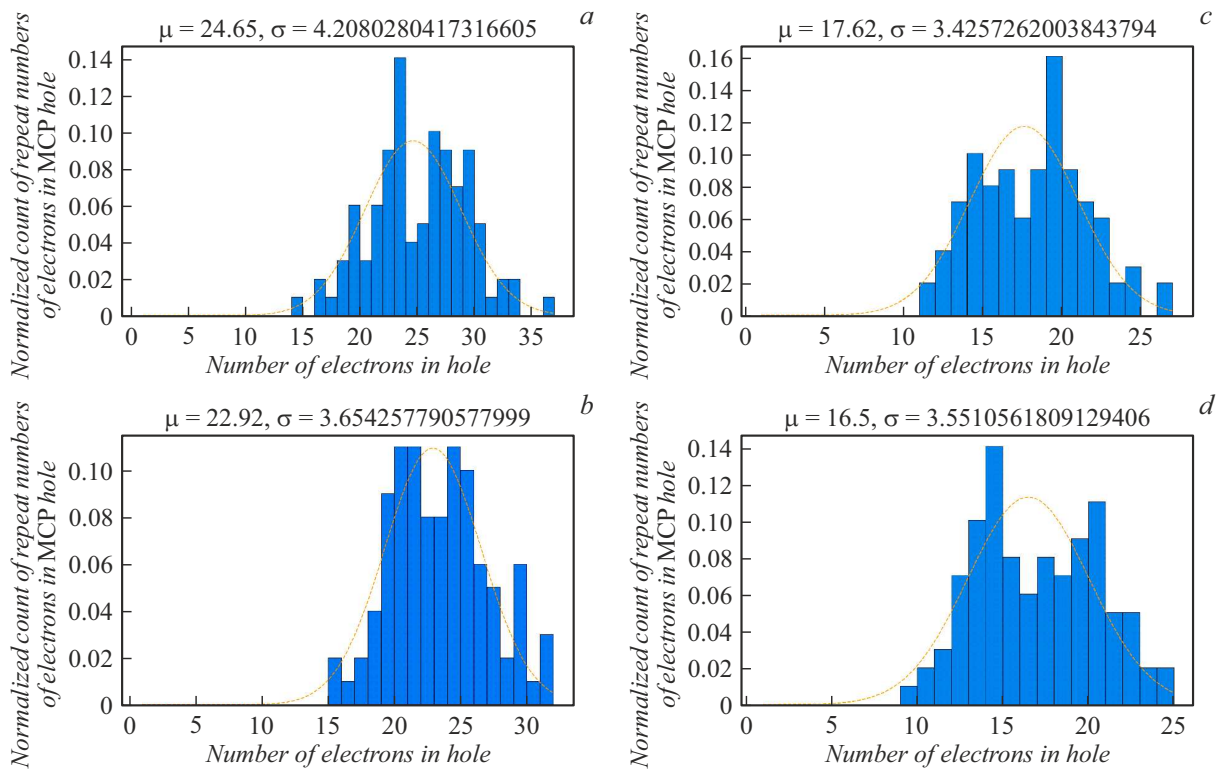 a
μ = 24.65, σ = 4.2080280417316605
Normalized count of repeat numbers
of electrons in MCP hole
0.14
0.12
0.10
0.08
0.06
0.04
0.02
0
0 5 10 15 20 25 30 35
Number of electrons in hole
c
μ = 17.62, σ = 3.4257262003843794
Normalized count of repeat numbers
of electrons in MCP hole
0.16
0.14
0.12
0.10
0.08
0.06
0.04
0.02
0
0 5 10 15 20 25
Number of electrons in hole
b
μ = 22.92, σ = 3.654257790577999
Normalized count of repeat numbers
of electrons in MCP hole
0.10
0.08
0.06
0.04
0.02
0
0 5 10 15 20 25 30
Number of electrons in hole
d
μ = 16.5, σ = 3.5510561809129406
Normalized count of repeat numbers
of electrons in MCP hole
0.14
0.12
0.10
0.08
0.06
0.04
0.02
0
0 5 10 15 20 25
Number of electrons in hole